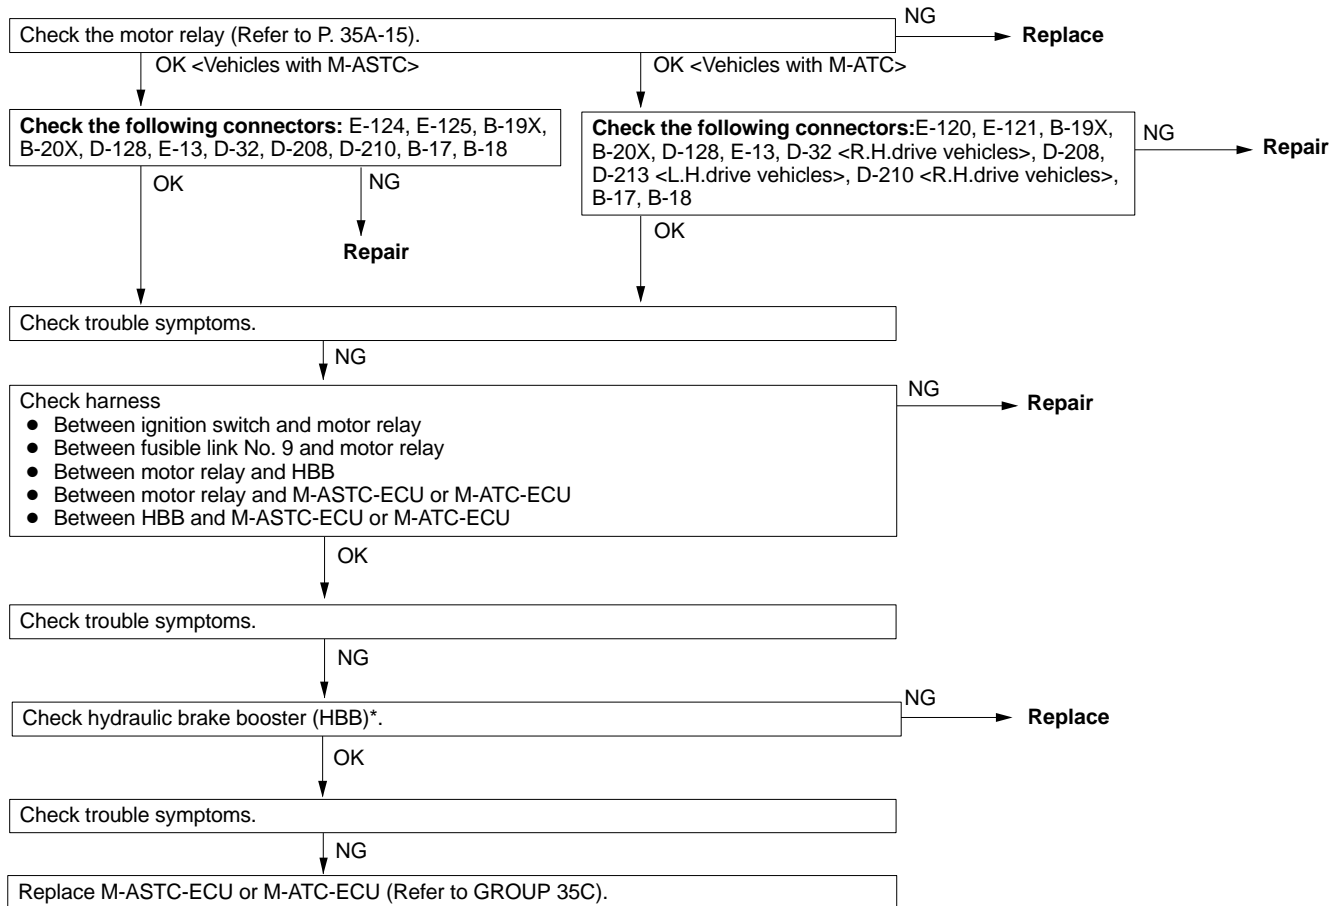 Check the motor relay (Refer to P. 35A-15).
NG
Replace
OK <Vehicles with M-ASTC>
OK <Vehicles with M-ATC>
Check the following connectors: E-124, E-125, B-19X,
B-20X, D-128, E-13, D-32, D-208, D-210, B-17, B-18
Check the following connectors:E-120, E-121, B-19X,
B-20X, D-128, E-13, D-32 <R.H.drive vehicles>, D-208,
D-213 <L.H.drive vehicles>, D-210 <R.H.drive vehicles>,
B-17, B-18
NG
Repair
OK
NG
Repair
OK
Check trouble symptoms.
NG
Check harness
● Between ignition switch and motor relay
● Between fusible link No. 9 and motor relay
● Between motor relay and HBB
● Between motor relay and M-ASTC-ECU or M-ATC-ECU
● Between HBB and M-ASTC-ECU or M-ATC-ECU
NG
Repair
OK
Check trouble symptoms.
NG
Check hydraulic brake booster (HBB)*.
NG
Replace
OK
Check trouble symptoms.
NG
Replace M-ASTC-ECU or M-ATC-ECU (Refer to GROUP 35C).